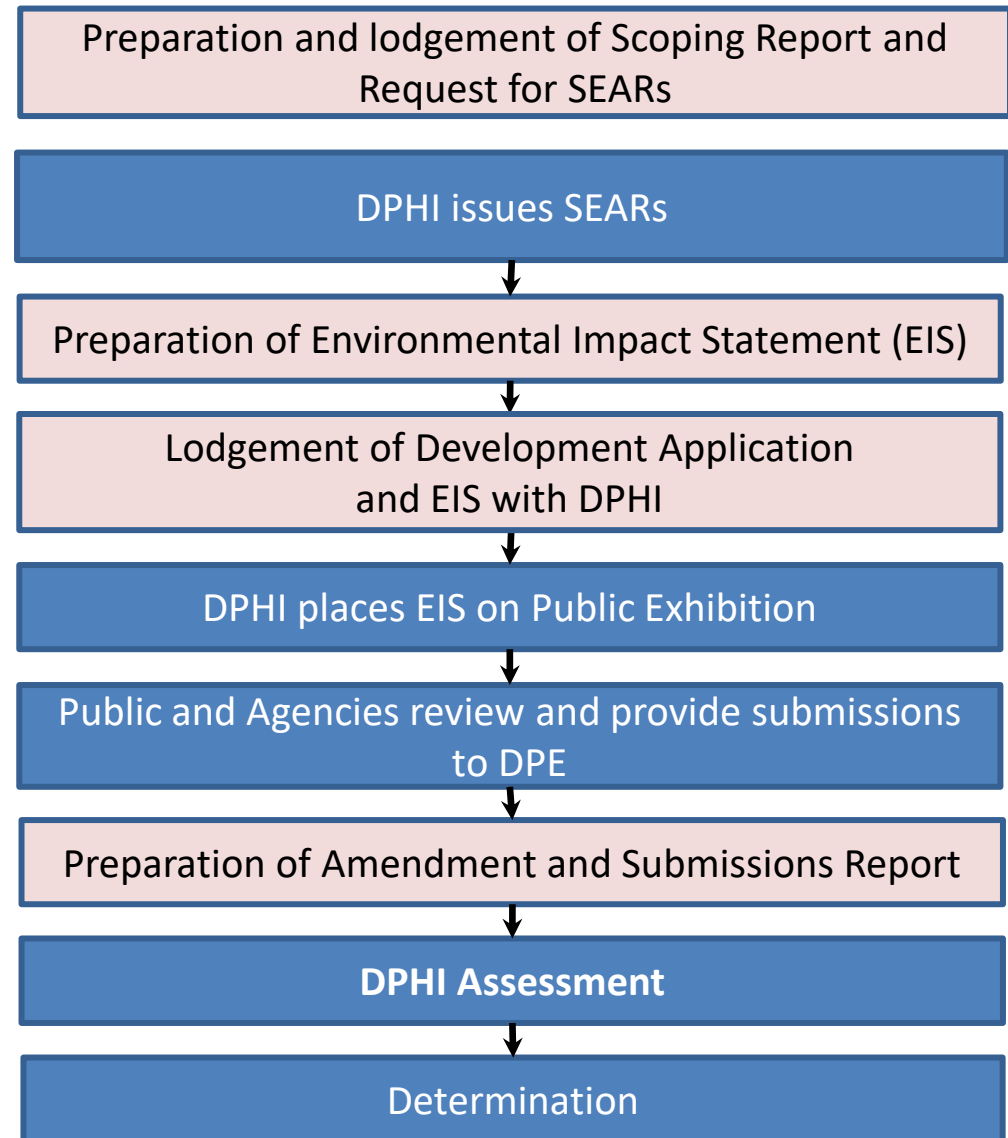 Preparation and lodgement of Scoping Report and
Request for SEARs
DPHI issues SEARs
Preparation of Environmental Impact Statement (EIS)
Lodgement of Development Application
and EIS with DPHI
DPHI places EIS on Public Exhibition
Public and Agencies review and provide submissions
to DPE
Preparation of Amendment and Submissions Report
DPHI Assessment
Determination